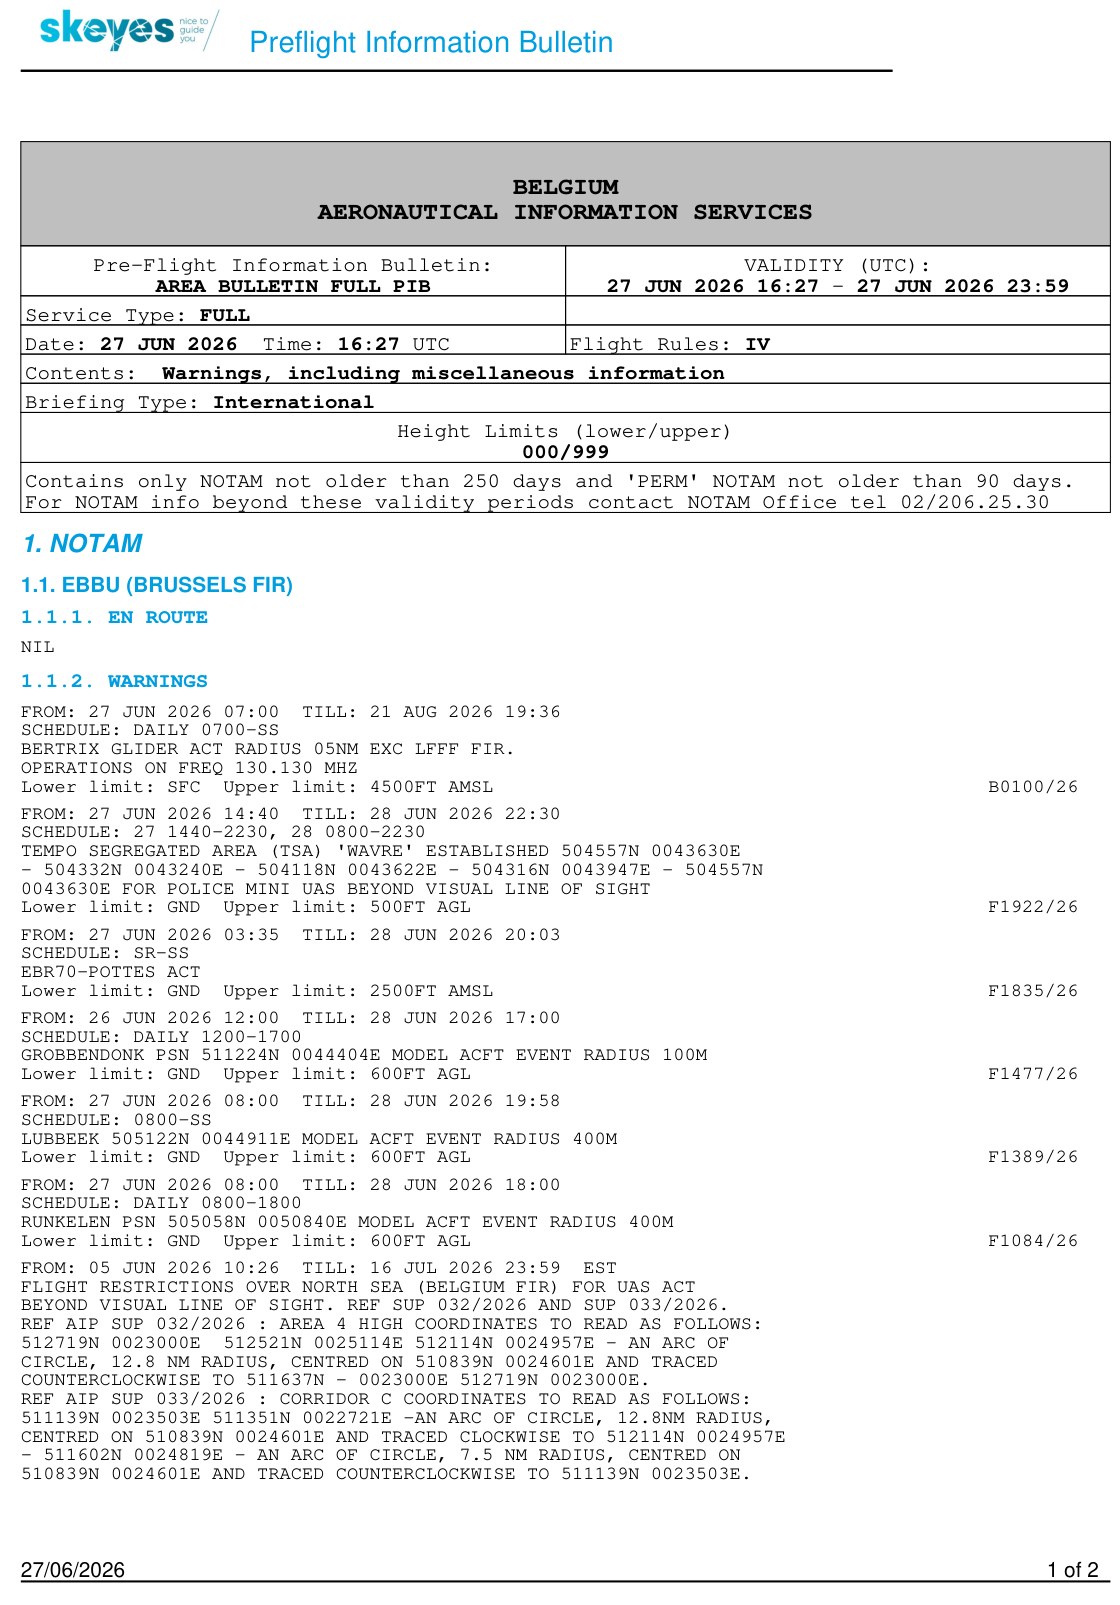 skeyes nice to guide you
Preflight Information Bulletin
BELGIUM
AERONAUTICAL INFORMATION SERVICES
Pre-Flight Information Bulletin:
AREA BULLETIN FULL PIB
VALIDITY (UTC):
27 JUN 2026 16:27 - 27 JUN 2026 23:59
Service Type: FULL
Date: 27 JUN 2026  Time: 16:27 UTC
Flight Rules: IV
Contents:  Warnings, including miscellaneous information
Briefing Type: International
Height Limits (lower/upper)
000/999
Contains only NOTAM not older than 250 days and 'PERM' NOTAM not older than 90 days.
For NOTAM info beyond these validity periods contact NOTAM Office tel 02/206.25.30
1. NOTAM
1.1. EBBU (BRUSSELS FIR)
1.1.1. EN ROUTE
NIL
1.1.2. WARNINGS
FROM: 27 JUN 2026 07:00  TILL: 21 AUG 2026 19:36
SCHEDULE: DAILY 0700-SS
BERTRIX GLIDER ACT RADIUS 05NM EXC LFFF FIR.
OPERATIONS ON FREQ 130.130 MHZ
Lower limit: SFC  Upper limit: 4500FT AMSL B0100/26
FROM: 27 JUN 2026 14:40  TILL: 28 JUN 2026 22:30
SCHEDULE: 27 1440-2230, 28 0800-2230
TEMPO SEGREGATED AREA (TSA) 'WAVRE' ESTABLISHED 504557N 0043630E
- 504332N 0043240E - 504118N 0043622E - 504316N 0043947E - 504557N
0043630E FOR POLICE MINI UAS BEYOND VISUAL LINE OF SIGHT
Lower limit: GND  Upper limit: 500FT AGL F1922/26
FROM: 27 JUN 2026 03:35  TILL: 28 JUN 2026 20:03
SCHEDULE: SR-SS
EBR70-POTTES ACT
Lower limit: GND  Upper limit: 2500FT AMSL F1835/26
FROM: 26 JUN 2026 12:00  TILL: 28 JUN 2026 17:00
SCHEDULE: DAILY 1200-1700
GROBBENDONK PSN 511224N 0044404E MODEL ACFT EVENT RADIUS 100M
Lower limit: GND  Upper limit: 600FT AGL F1477/26
FROM: 27 JUN 2026 08:00  TILL: 28 JUN 2026 19:58
SCHEDULE: 0800-SS
LUBBEEK 505122N 0044911E MODEL ACFT EVENT RADIUS 400M
Lower limit: GND  Upper limit: 600FT AGL F1389/26
FROM: 27 JUN 2026 08:00  TILL: 28 JUN 2026 18:00
SCHEDULE: DAILY 0800-1800
RUNKELEN PSN 505058N 0050840E MODEL ACFT EVENT RADIUS 400M
Lower limit: GND  Upper limit: 600FT AGL F1084/26
FROM: 05 JUN 2026 10:26  TILL: 16 JUL 2026 23:59  EST
FLIGHT RESTRICTIONS OVER NORTH SEA (BELGIUM FIR) FOR UAS ACT
BEYOND VISUAL LINE OF SIGHT. REF SUP 032/2026 AND SUP 033/2026.
REF AIP SUP 032/2026 : AREA 4 HIGH COORDINATES TO READ AS FOLLOWS:
512719N 0023000E  512521N 0025114E 512114N 0024957E - AN ARC OF
CIRCLE, 12.8 NM RADIUS, CENTRED ON 510839N 0024601E AND TRACED
COUNTERCLOCKWISE TO 511637N - 0023000E 512719N 0023000E.
REF AIP SUP 033/2026 : CORRIDOR C COORDINATES TO READ AS FOLLOWS:
511139N 0023503E 511351N 0022721E -AN ARC OF CIRCLE, 12.8NM RADIUS,
CENTRED ON 510839N 0024601E AND TRACED CLOCKWISE TO 512114N 0024957E
- 511602N 0024819E - AN ARC OF CIRCLE, 7.5 NM RADIUS, CENTRED ON
510839N 0024601E AND TRACED COUNTERCLOCKWISE TO 511139N 0023503E.
27/06/2026 1 of 2